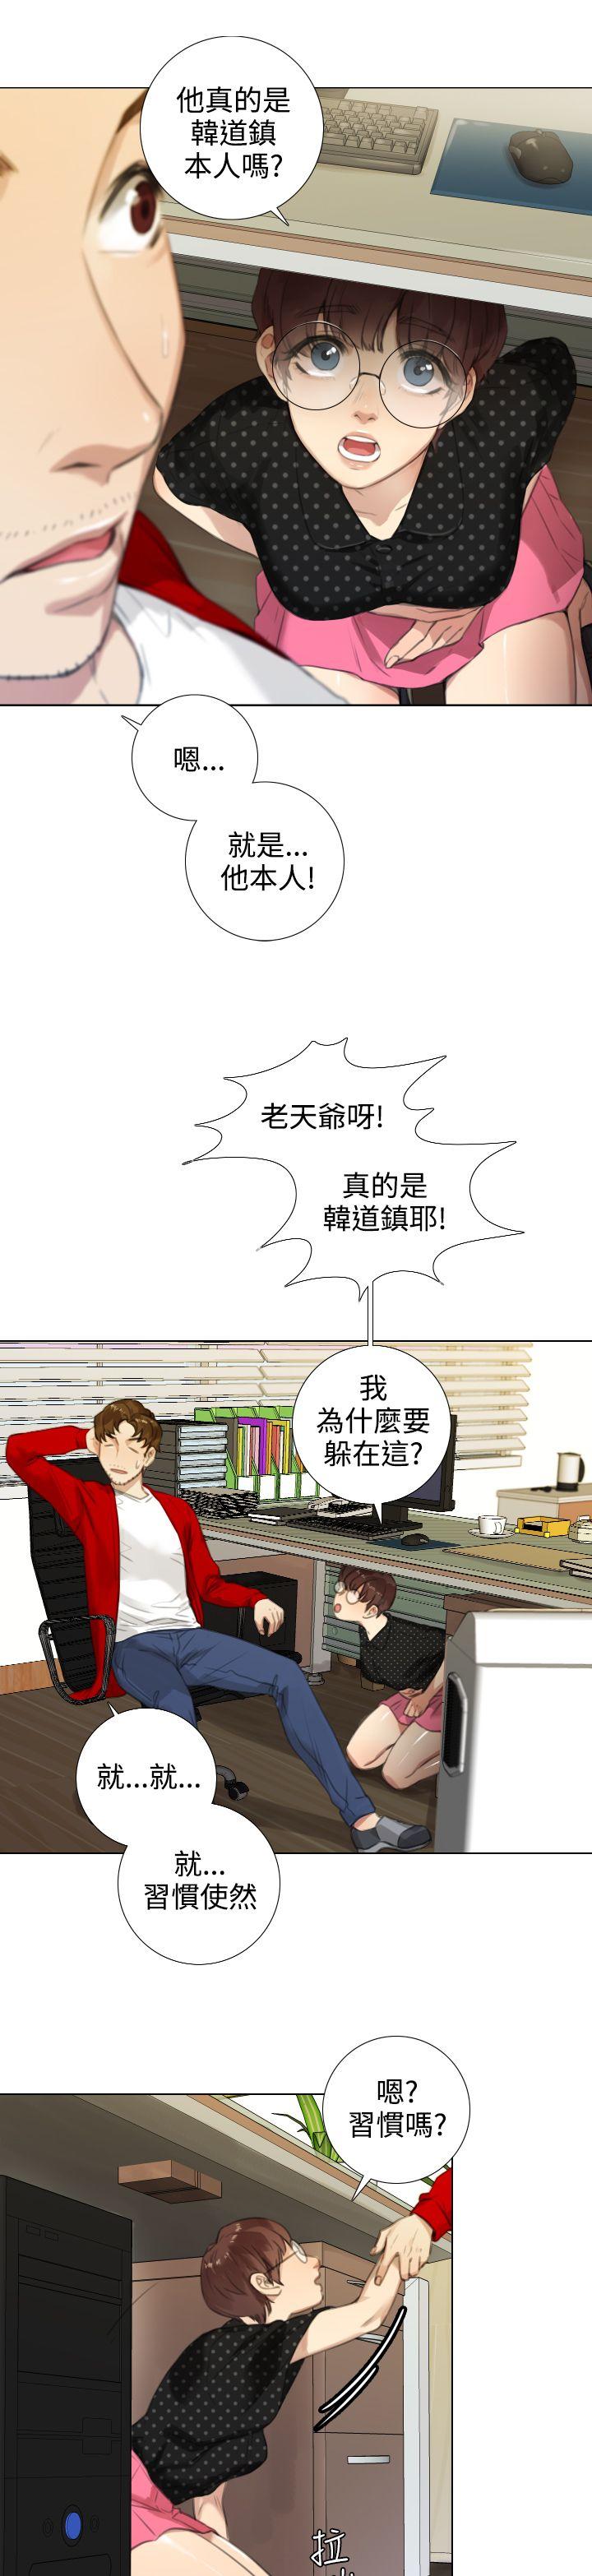 他真的是
韓道鎮
本人嗎?
嗯...
就是...
他本人!
老天爺呀!
真的是
韓道鎮耶!
我
為什麼要
躲在這?
就...就...
就...
習慣使然
嗯?
習慣嗎?
拉